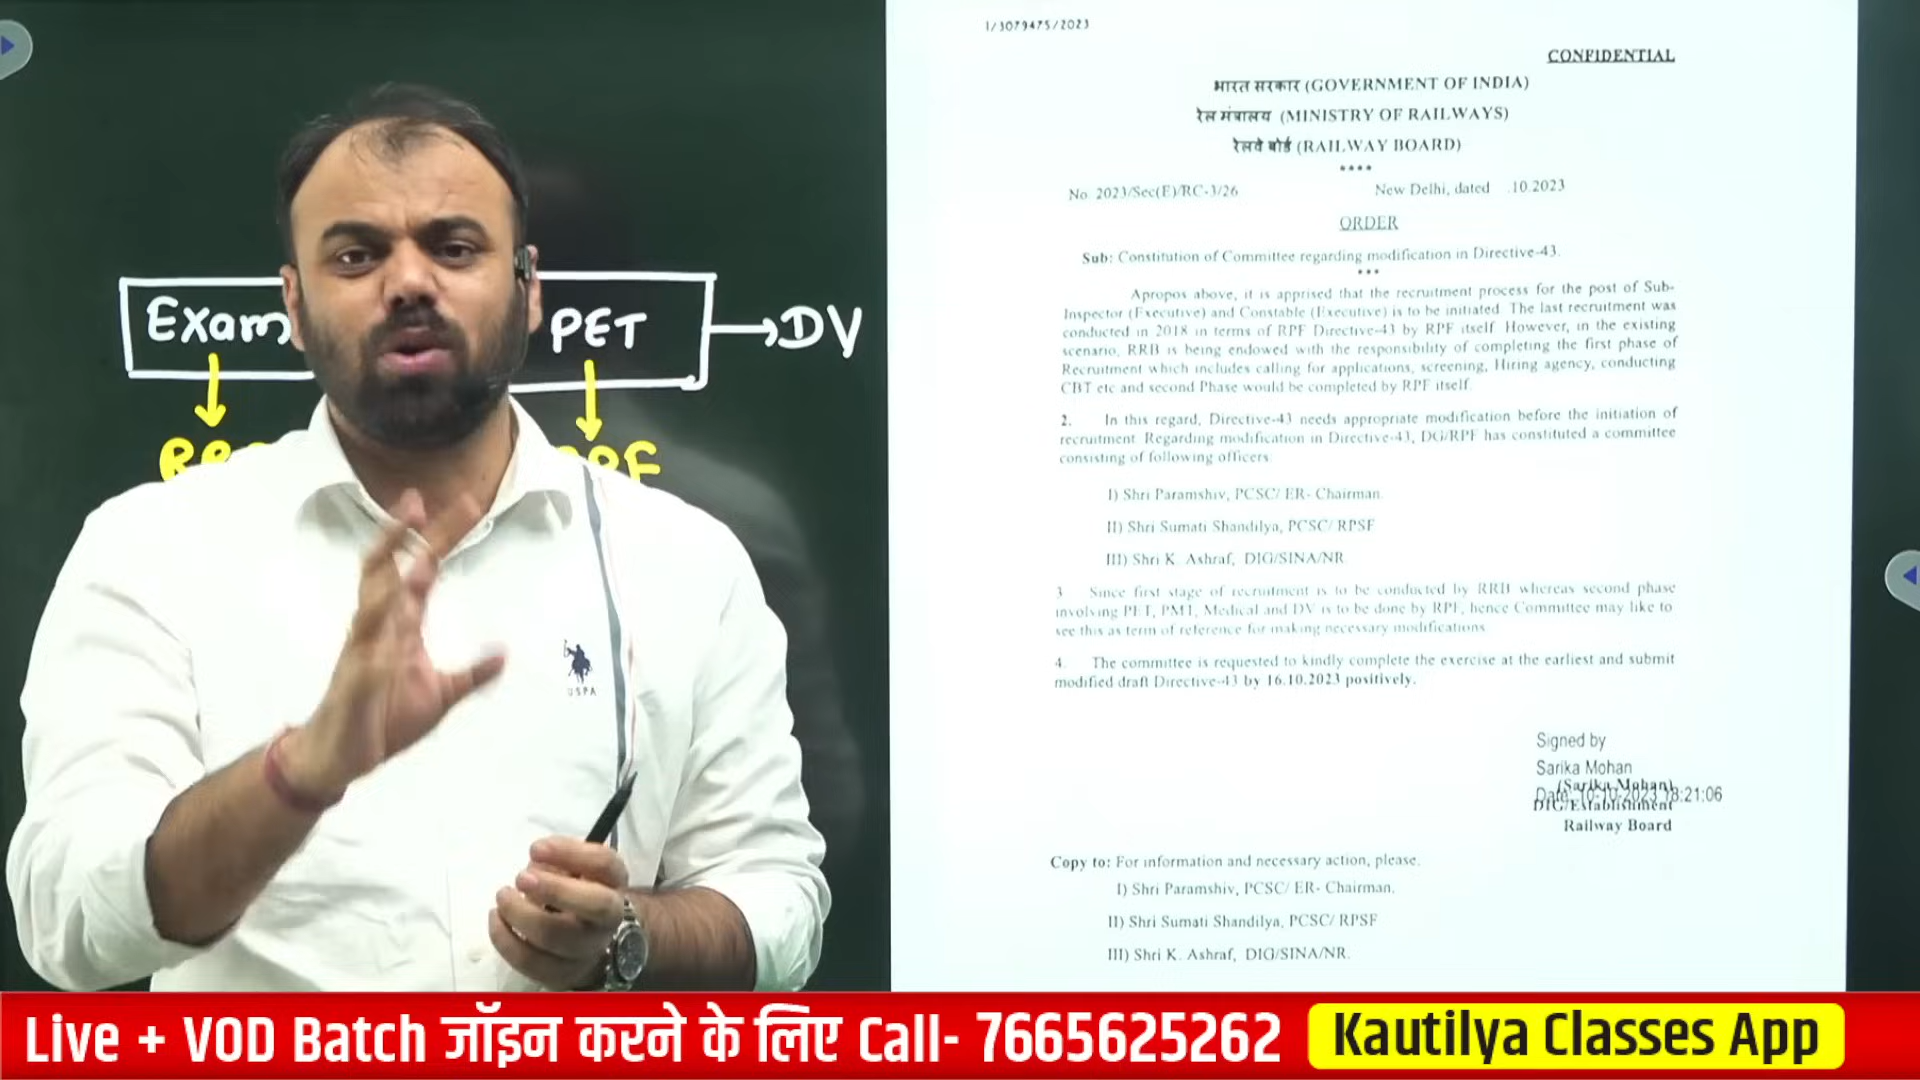 1/3079475/2023
CONFIDENTIAL
भारत सरकार (GOVERNMENT OF INDIA)
रेल मंत्रालय (MINISTRY OF RAILWAYS)
रेलवे बोर्ड (RAILWAY BOARD)
****
No. 2023/Sec(E)/RC-3/26 New Delhi, dated .10.2023
ORDER
Sub: Constitution of Committee regarding modification in Directive-43.
***
Apropos above, it is apprised that the recruitment process for the post of Sub-
Inspector (Executive) and Constable (Executive) is to be initiated. The last recruitment was
conducted in 2018 in terms of RPF Directive-43 by RPF itself. However, in the existing
scenario, RRB is being endowed with the responsibility of completing the first phase of
Recruitment which includes calling for applications, screening, Hiring agency, conducting
CBT etc and second Phase would be completed by RPF itself.
2. In this regard, Directive-43 needs appropriate modification before the initiation of
recruitment. Regarding modification in Directive-43, DG/RPF has constituted a committee
consisting of following officers:
I) Shri Paramshiv, PCSC/ ER- Chairman.
II) Shri Sumati Shandilya, PCSC/ RPSF
III) Shri K. Ashraf, DIG/SINA/NR
3 Since first stage of recruitment is to be conducted by RRB whereas second phase
involving PET, PMT, Medical and DV is to be done by RPF, hence Committee may like to
see this as term of reference for making necessary modifications.
4. The committee is requested to kindly complete the exercise at the earliest and submit
modified draft Directive-43 by 16.10.2023 positively.
Signed by
Sarika Mohan
(Sarika Mohan)
Date: 10-10-2023 18:21:06
DIG/Establishment
Railway Board
Copy to: For information and necessary action, please.
I) Shri Paramshiv, PCSC/ ER- Chairman.
II) Shri Sumati Shandilya, PCSC/ RPSF
III) Shri K. Ashraf, DIG/SINA/NR.
Exam PET → DV
USPA
Live + VOD Batch जॉइन करने के लिए Call- 7665625262 Kautilya Classes App